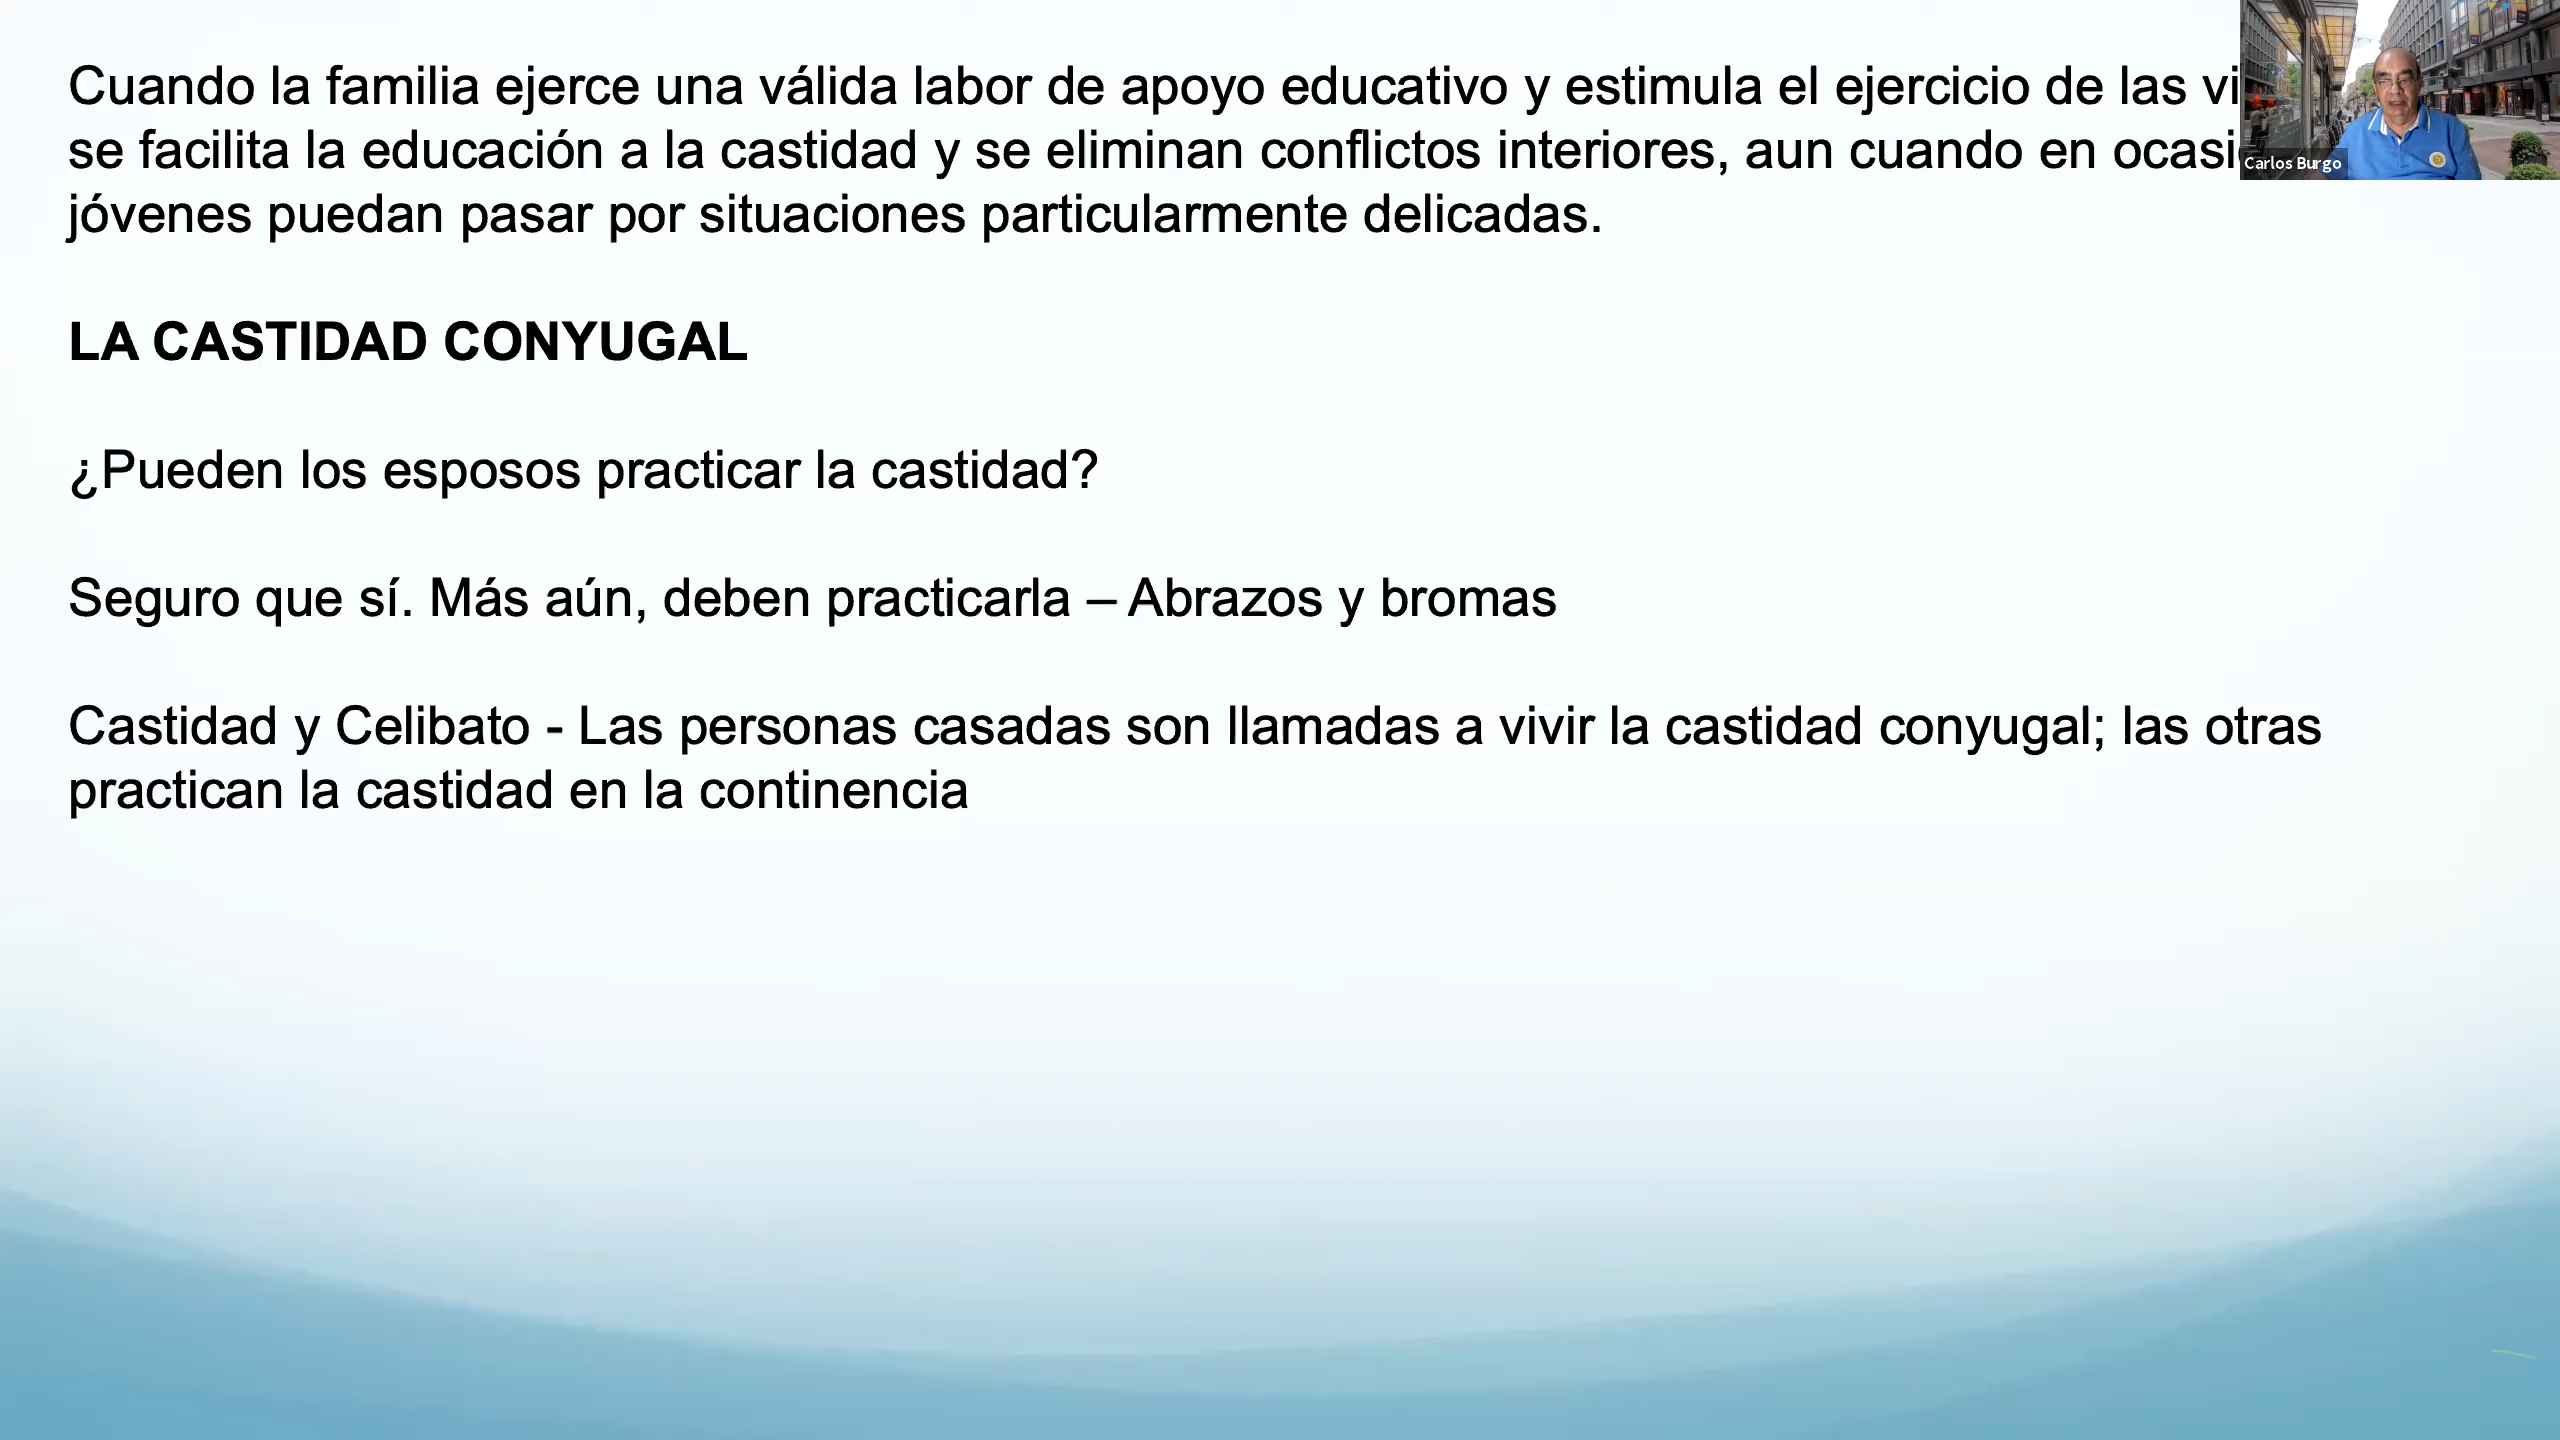 Cuando la familia ejerce una válida labor de apoyo educativo y estimula el ejercicio de las
se facilita la educación a la castidad y se eliminan conflictos interiores, aun cuando en
jóvenes puedan pasar por situaciones particularmente delicadas.
LA CASTIDAD CONYUGAL
¿Pueden los esposos practicar la castidad?
Seguro que sí. Más aún, deben practicarla – Abrazos y bromas
Castidad y Celibato - Las personas casadas son llamadas a vivir la castidad conyugal; las otras
practican la castidad en la continencia
Carlos Burgo